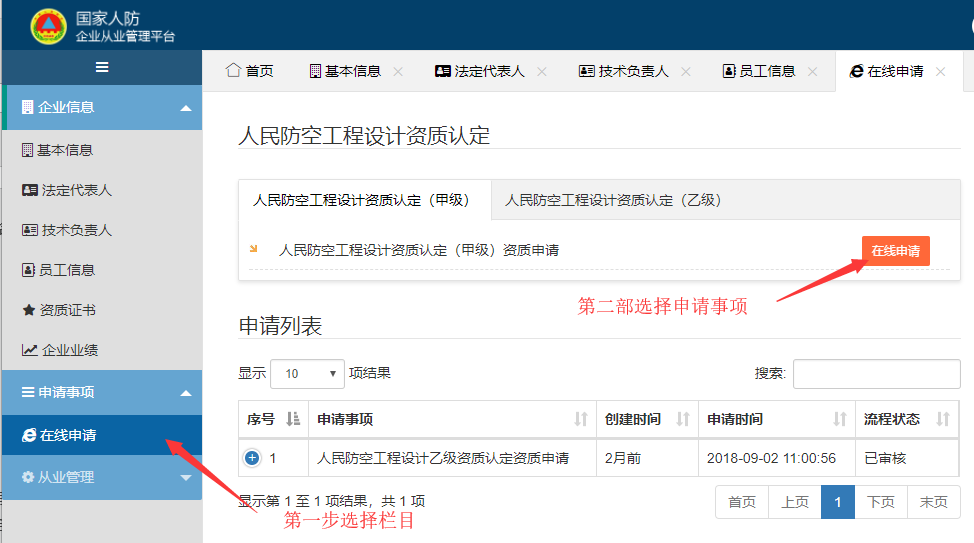 国家人防
企业从业管理平台
首页
基本信息
法定代表人
技术负责人
员工信息
在线申请
企业信息
基本信息
法定代表人
技术负责人
员工信息
资质证书
企业业绩
申请事项
在线申请
从业管理
人民防空工程设计资质认定
人民防空工程设计资质认定（甲级）
人民防空工程设计资质认定（乙级）
人民防空工程设计资质认定（甲级）资质申请
在线申请
第二部选择申请事项
申请列表
显示 10 项结果
搜索:
序号 申请事项 创建时间 申请时间 流程状态
1 人民防空工程设计乙级资质认定资质申请 2月前 2018-09-02 11:00:56 已审核
显示第 1 至 1 项结果，共 1 项
首页 上页 1 下页 末页
第一步选择栏目